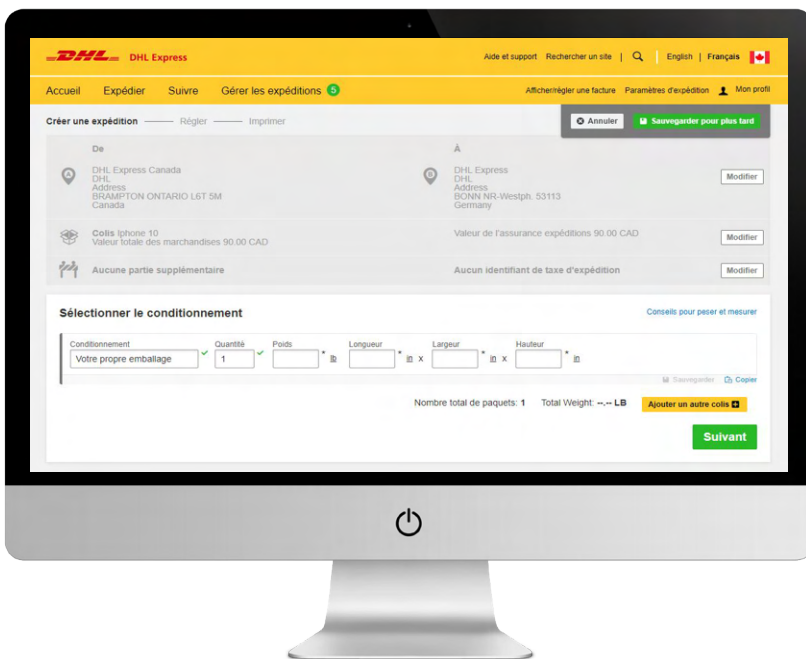 DHL DHL Express
Aide et support Rechercher un site | English | Français
Accueil Expédier Suivre Gérer les expéditions 5
Afficher/régler une facture Paramètres d'expédition Mon profil
Créer une expédition Régler Imprimer
Annuler Sauvegarder pour plus tard
De
DHL Express Canada
DHL
Address
BRAMPTON ONTARIO L6T 5M
Canada
À
DHL Express
DHL
Address
BONN NR-Westph. 53113
Germany
Modifier
Colis Iphone 10
Valeur totale des marchandises 90.00 CAD
Valeur de l'assurance expéditions 90.00 CAD
Modifier
Aucune partie supplémentaire
Aucun identifiant de taxe d'expédition
Modifier
Sélectionner le conditionnement
Conseils pour peser et mesurer
Conditionnement Quantité Poids Longueur Largeur Hauteur
Votre propre emballage 1 * lb * in x * in x * in
Sauvegarder Copier
Nombre total de paquets: 1 Total Weight: --.-- LB Ajouter un autre colis
Suivant